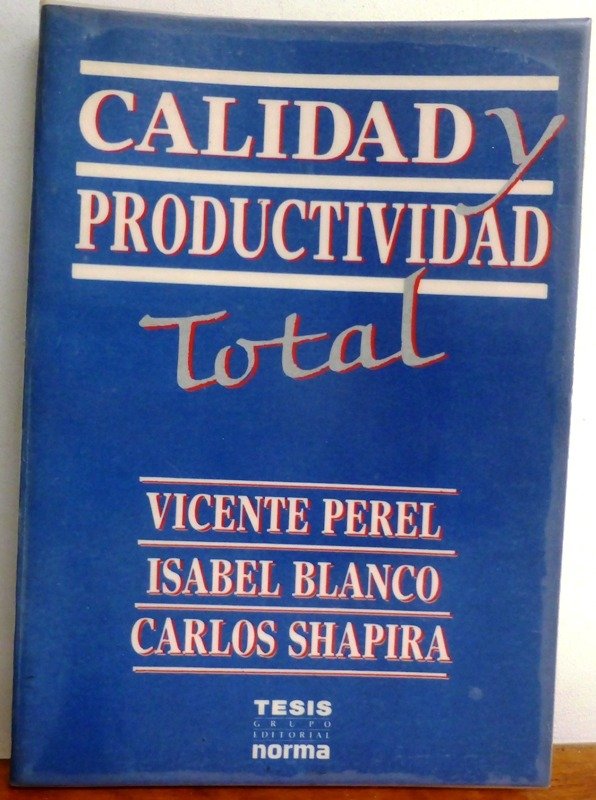 CALIDAD y
PRODUCTIVIDAD
Total
VICENTE PEREL
ISABEL BLANCO
CARLOS SHAPIRA
TESIS
GRUPO
EDITORIAL
norma